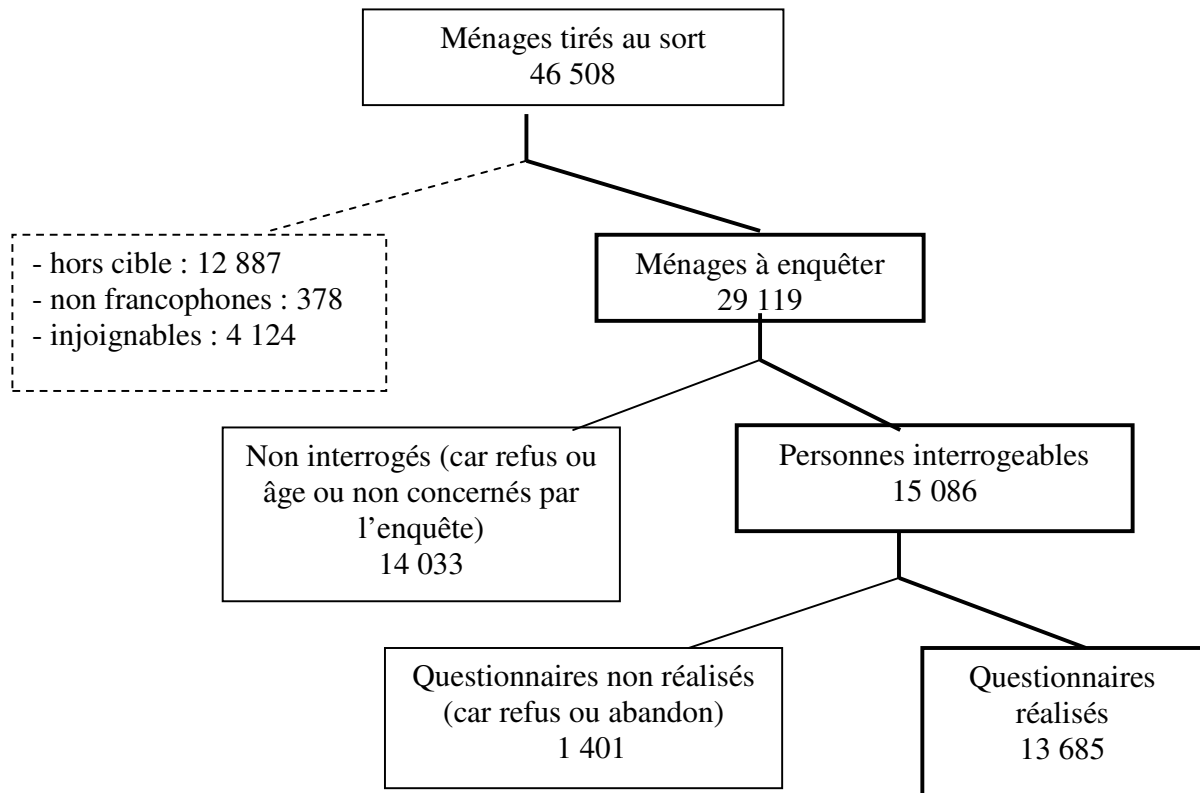 Ménages tirés au sort
46 508
- hors cible : 12 887
- non francophones : 378
- injoignables : 4 124
Ménages à enquêter
29 119
Non interrogés (car refus ou
âge ou non concernés par
l’enquête)
14 033
Personnes interrogeables
15 086
Questionnaires non réalisés
(car refus ou abandon)
1 401
Questionnaires
réalisés
13 685